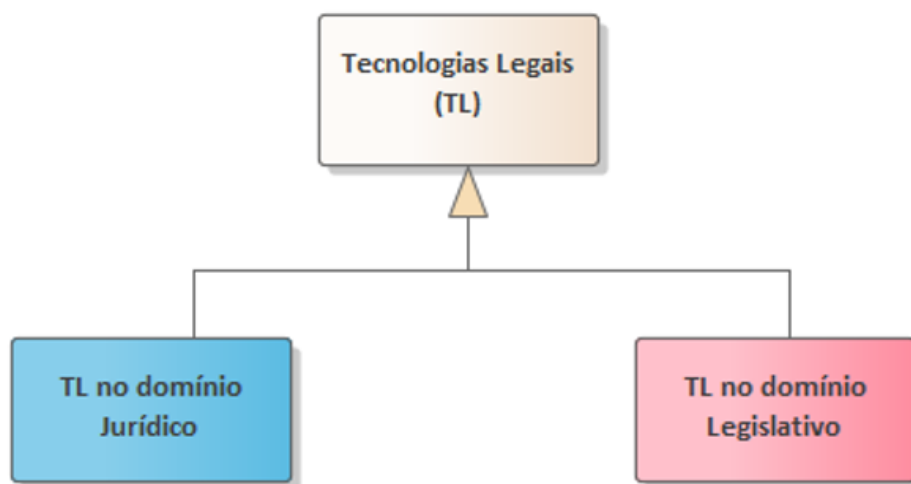 Tecnologias Legais
(TL)
TL no domínio
Jurídico
TL no domínio
Legislativo